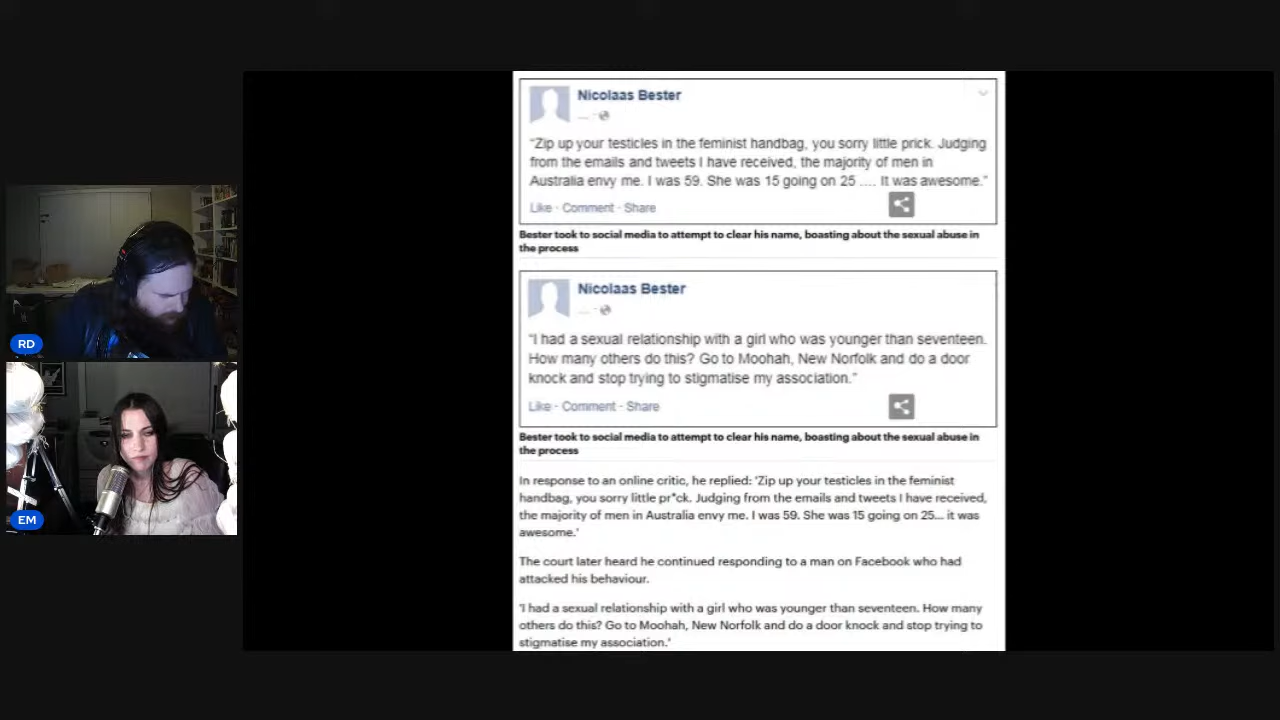 Nicolaas Bester
"Zip up your testicles in the feminist handbag, you sorry little prick. Judging
from the emails and tweets I have received, the majority of men in
Australia envy me. I was 59. She was 15 going on 25 .... It was awesome."
Like · Comment · Share
Bester took to social media to attempt to clear his name, boasting about the sexual abuse in
the process
Nicolaas Bester
"I had a sexual relationship with a girl who was younger than seventeen.
How many others do this? Go to Moohah, New Norfolk and do a door
knock and stop trying to stigmatise my association."
Like · Comment · Share
Bester took to social media to attempt to clear his name, boasting about the sexual abuse in
the process
In response to an online critic, he replied: 'Zip up your testicles in the feminist
handbag, you sorry little pr*ck. Judging from the emails and tweets I have received,
the majority of men in Australia envy me. I was 59. She was 15 going on 25... it was
awesome.'
The court later heard he continued responding to a man on Facebook who had
attacked his behaviour.
'I had a sexual relationship with a girl who was younger than seventeen. How many
others do this? Go to Moohah, New Norfolk and do a door knock and stop trying to
stigmatise my association.'
RD
EM